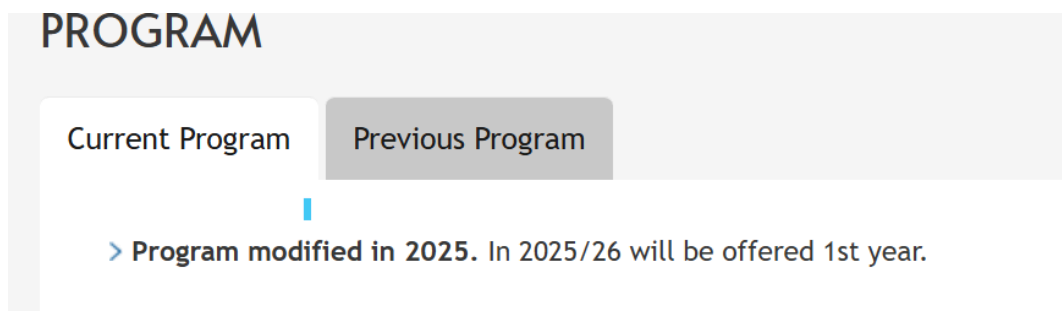 PROGRAM
Current Program
Previous Program
Program modified in 2025. In 2025/26 will be offered 1st year.